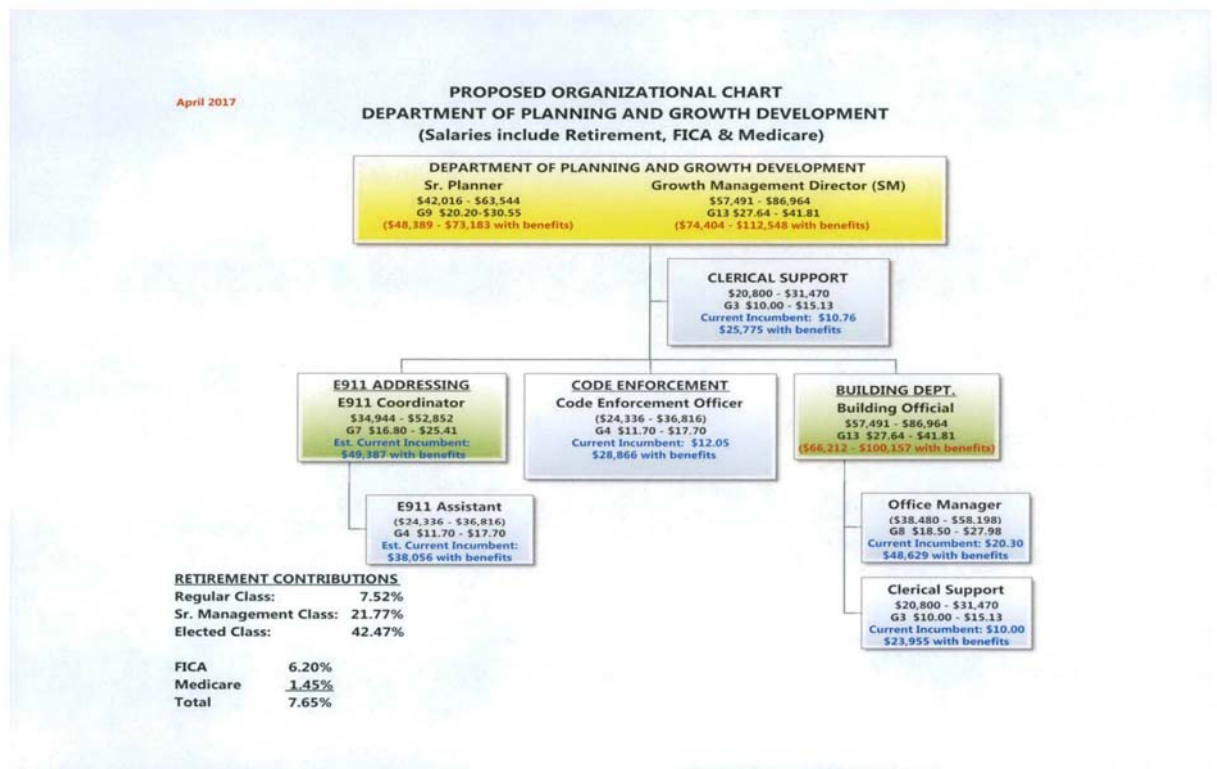 April 2017
PROPOSED ORGANIZATIONAL CHART
DEPARTMENT OF PLANNING AND GROWTH DEVELOPMENT
(Salaries include Retirement, FICA & Medicare)
DEPARTMENT OF PLANNING AND GROWTH DEVELOPMENT
Sr. Planner
$42,016 - $63,544
G9 $20.20-$30.55
($48,389 - $73,183 with benefits)
Growth Management Director (SM)
$57,491 - $86,964
G13 $27.64 - $41.81
($74,404 - $112,548 with benefits)
CLERICAL SUPPORT
$20,800 - $31,470
G3 $10.00 - $15.13
Current Incumbent: $10.76
$25,775 with benefits
E911 ADDRESSING
E911 Coordinator
$34,944 - $52,852
G7 $16.80 - $25.41
Est. Current Incumbent:
$49,387 with benefits
CODE ENFORCEMENT
Code Enforcement Officer
($24,336 - $36,816)
G4 $11.70 - $17.70
Current Incumbent: $12.05
$28,866 with benefits
BUILDING DEPT.
Building Official
$57,491 - $86,964
G13 $27.64 - $41.81
($66,212 - $100,157 with benefits)
E911 Assistant
($24,336 - $36,816)
G4 $11.70 - $17.70
Est. Current Incumbent:
$38,056 with benefits
Office Manager
($38.480 - $58.198)
G8 $18.50 - $27.98
Current Incumbent: $20.30
$48,629 with benefits
Clerical Support
$20,800 - $31,470
G3 $10.00 - $15.13
Current Incumbent: $10.00
$23,955 with benefits
RETIREMENT CONTRIBUTIONS
Regular Class: 7.52%
Sr. Management Class: 21.77%
Elected Class: 42.47%
FICA 6.20%
Medicare 1.45%
Total 7.65%